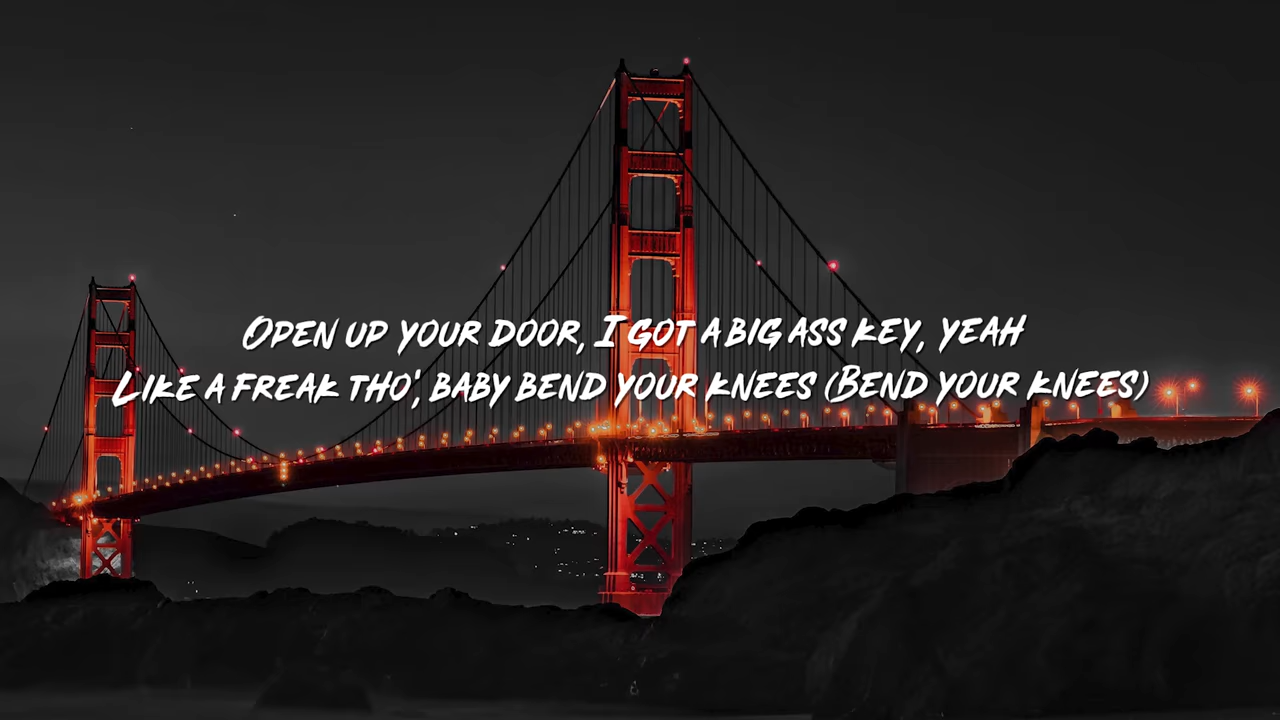 Open up your door, I got a big ass key, yeah
Like a freak tho', baby bend your knees (Bend your knees)